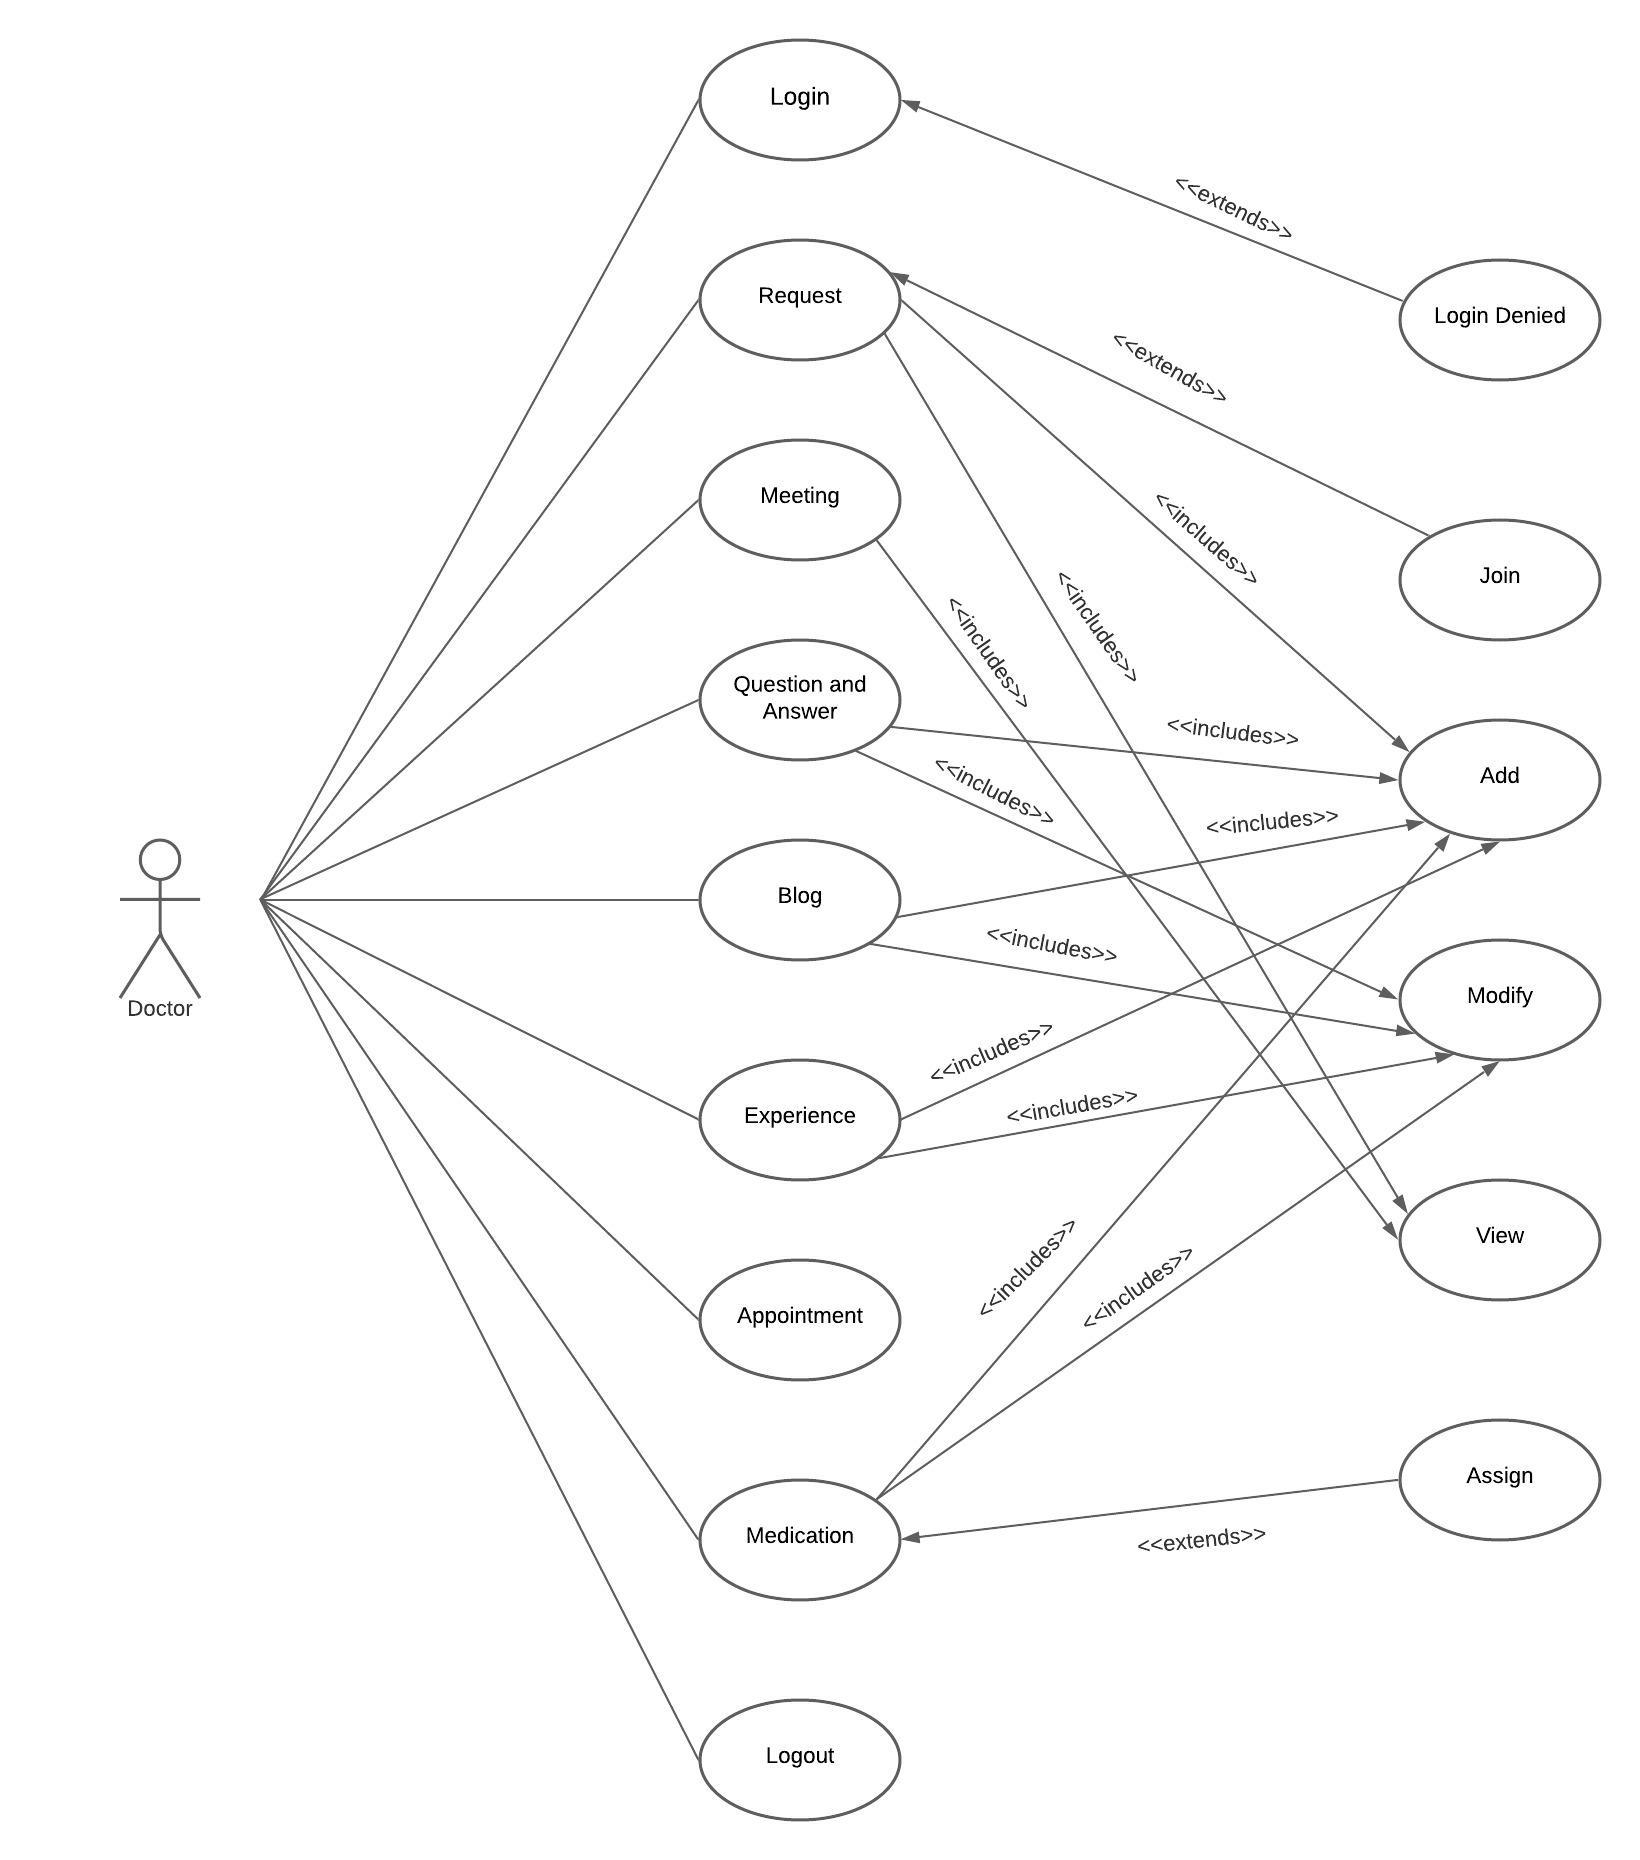 Login
<<extends>>
Request
Login Denied
<<extends>>
Meeting
<<includes>>
Join
<<includes>>
<<includes>>
Question and
Answer
<<includes>>
<<includes>>
Add
<<includes>>
Blog
<<includes>>
Modify
Doctor
<<includes>>
<<includes>>
Experience
View
<<includes>>
<<includes>>
Appointment
Assign
Medication
<<extends>>
Logout